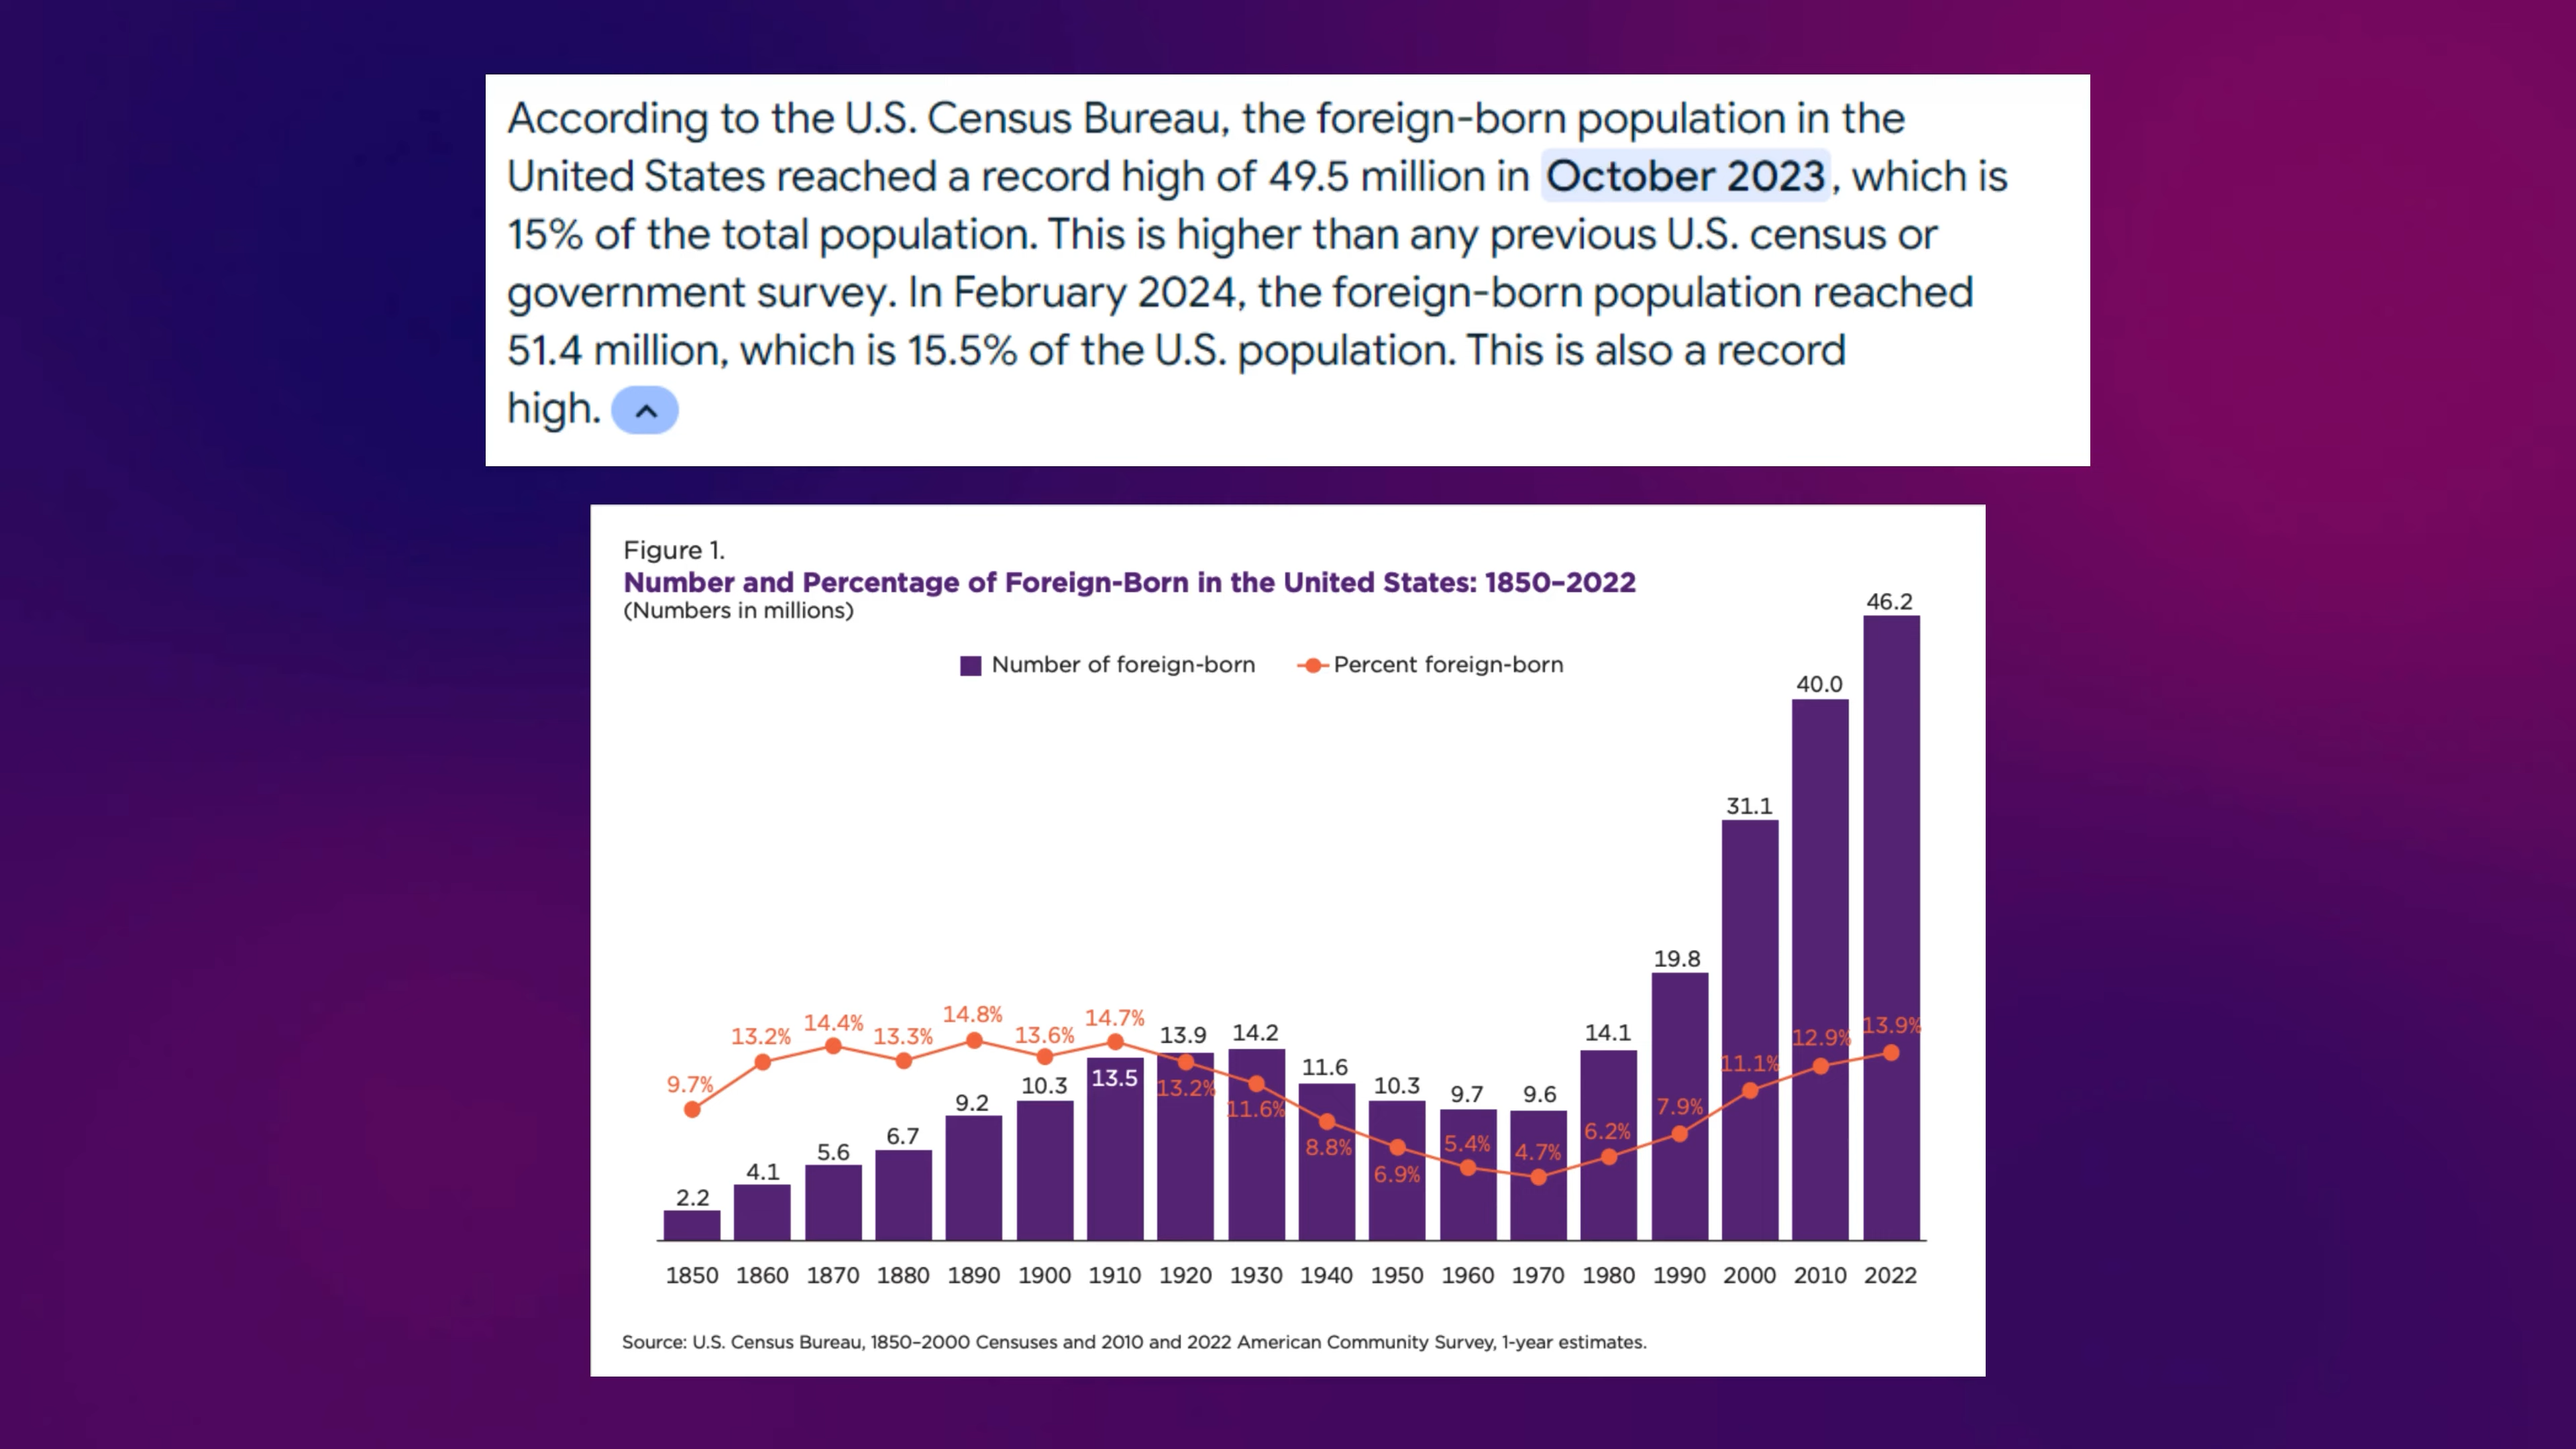 According to the U.S. Census Bureau, the foreign-born population in the
United States reached a record high of 49.5 million in October 2023, which is
15% of the total population. This is higher than any previous U.S. census or
government survey. In February 2024, the foreign-born population reached
51.4 million, which is 15.5% of the U.S. population. This is also a record
high.
Figure 1.
Number and Percentage of Foreign-Born in the United States: 1850–2022
(Numbers in millions)
Number of foreign-born Percent foreign-born
46.2
40.0
31.1
19.8
14.8% 14.7%
14.4% 13.9 14.2 14.1 13.9%
13.2% 13.3% 13.6% 12.9%
11.6 11.1%
9.7% 10.3 13.5 13.2% 10.3 9.7 9.6
9.2 11.6% 7.9%
6.7 8.8% 5.4% 4.7% 6.2%
5.6 6.9%
4.1
2.2
1850 1860 1870 1880 1890 1900 1910 1920 1930 1940 1950 1960 1970 1980 1990 2000 2010 2022
Source: U.S. Census Bureau, 1850–2000 Censuses and 2010 and 2022 American Community Survey, 1-year estimates.